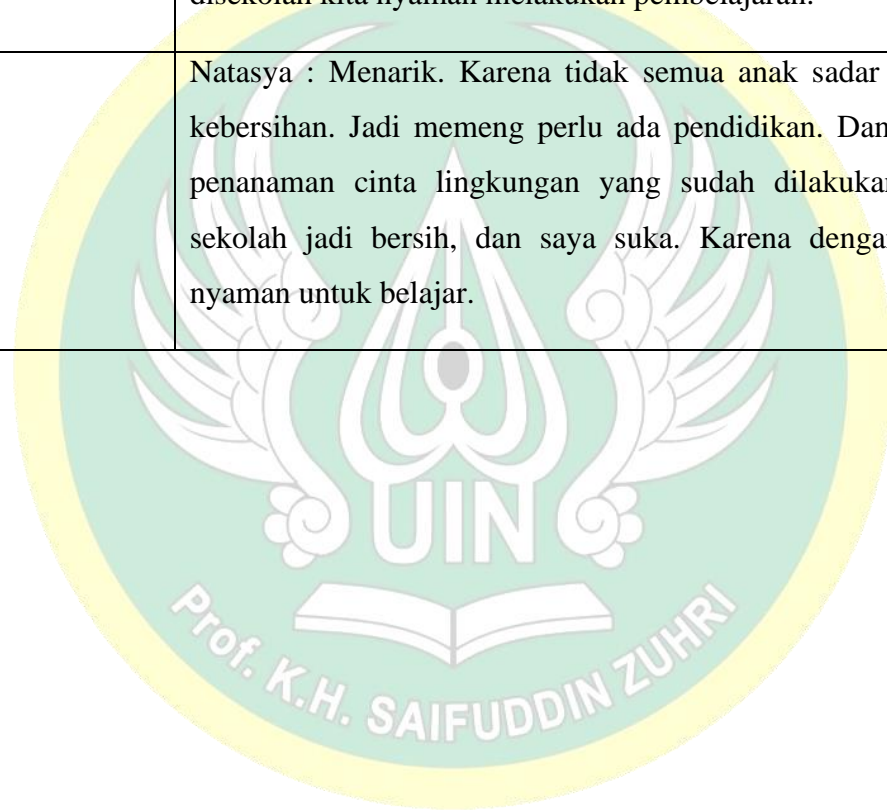 disekolah kita nyaman melakukan pembelajaran.
Natasya : Menarik. Karena tidak semua anak sadar
kebersihan. Jadi memeng perlu ada pendidikan. Dan
penanaman cinta lingkungan yang sudah dilakukan
sekolah jadi bersih, dan saya suka. Karena dengan
nyaman untuk belajar.
UIN
Prof. K.H. SAIFUDDIN ZUHRI